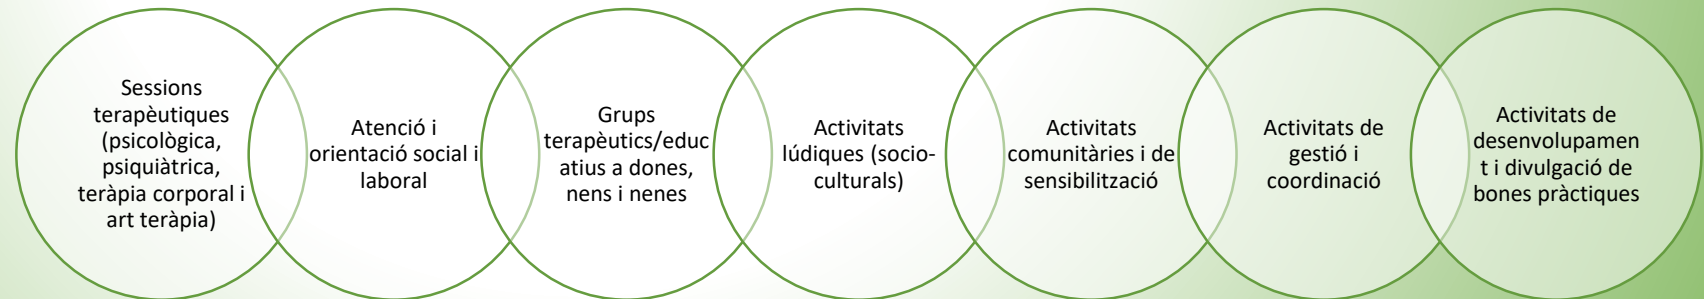 Sessions
terapèutiques
(psicològica,
psiquiàtrica,
teràpia corporal i
art teràpia)
Atenció i
orientació social i
laboral
Grups
terapèutics/educ
atius a dones,
nens i nenes
Activitats
lúdiques (socio-
culturals)
Activitats
comunitàries i de
sensibilització
Activitats de
gestió i
coordinació
Activitats de
desenvolupamen
t i divulgació de
bones pràctiques